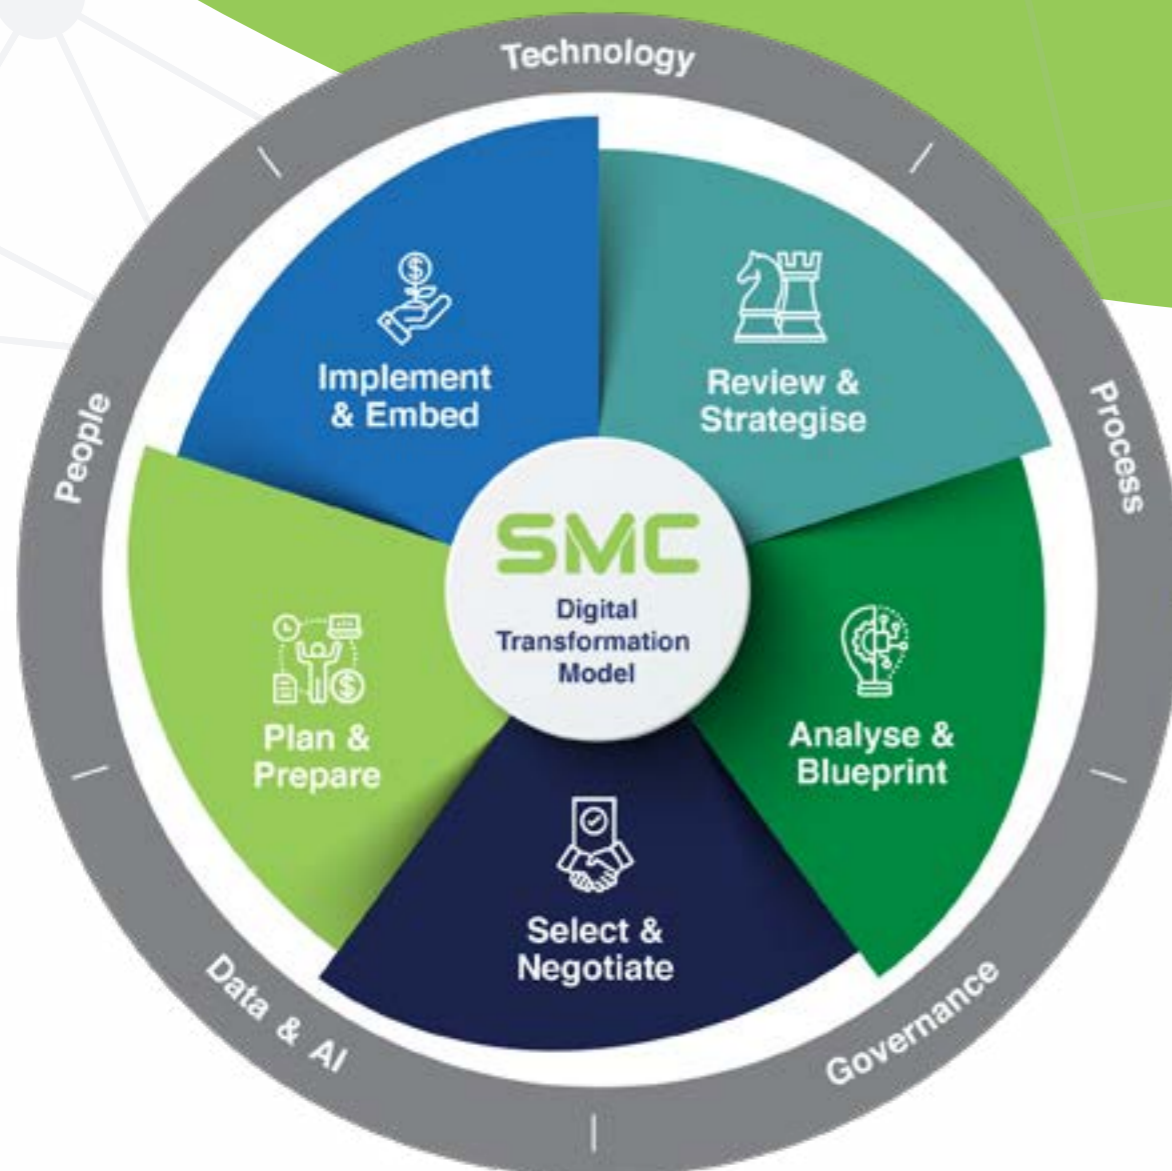 Technology
Process
Governance
Data & AI
People
Implement
& Embed
Review &
Strategise
Analyse &
Blueprint
Select &
Negotiate
Plan &
Prepare
SMC
Digital
Transformation
Model